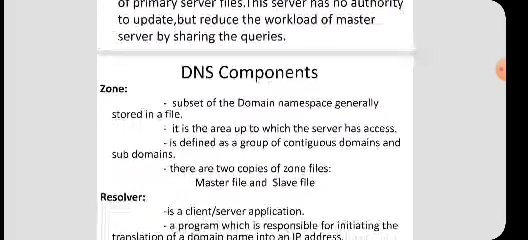 of primary server files.This server has no authority
to update,but reduce the workload of master
server by sharing the queries.
DNS Components
Zone:
- subset of the Domain namespace generally
stored in a file.
- it is the area up to which the server has access.
- is defined as a group of contiguous domains and
sub domains.
- there are two copies of zone files:
Master file and Slave file
Resolver:
-is a client/server application.
- a program which is responsible for initiating the
translation of a domain name into an IP address.